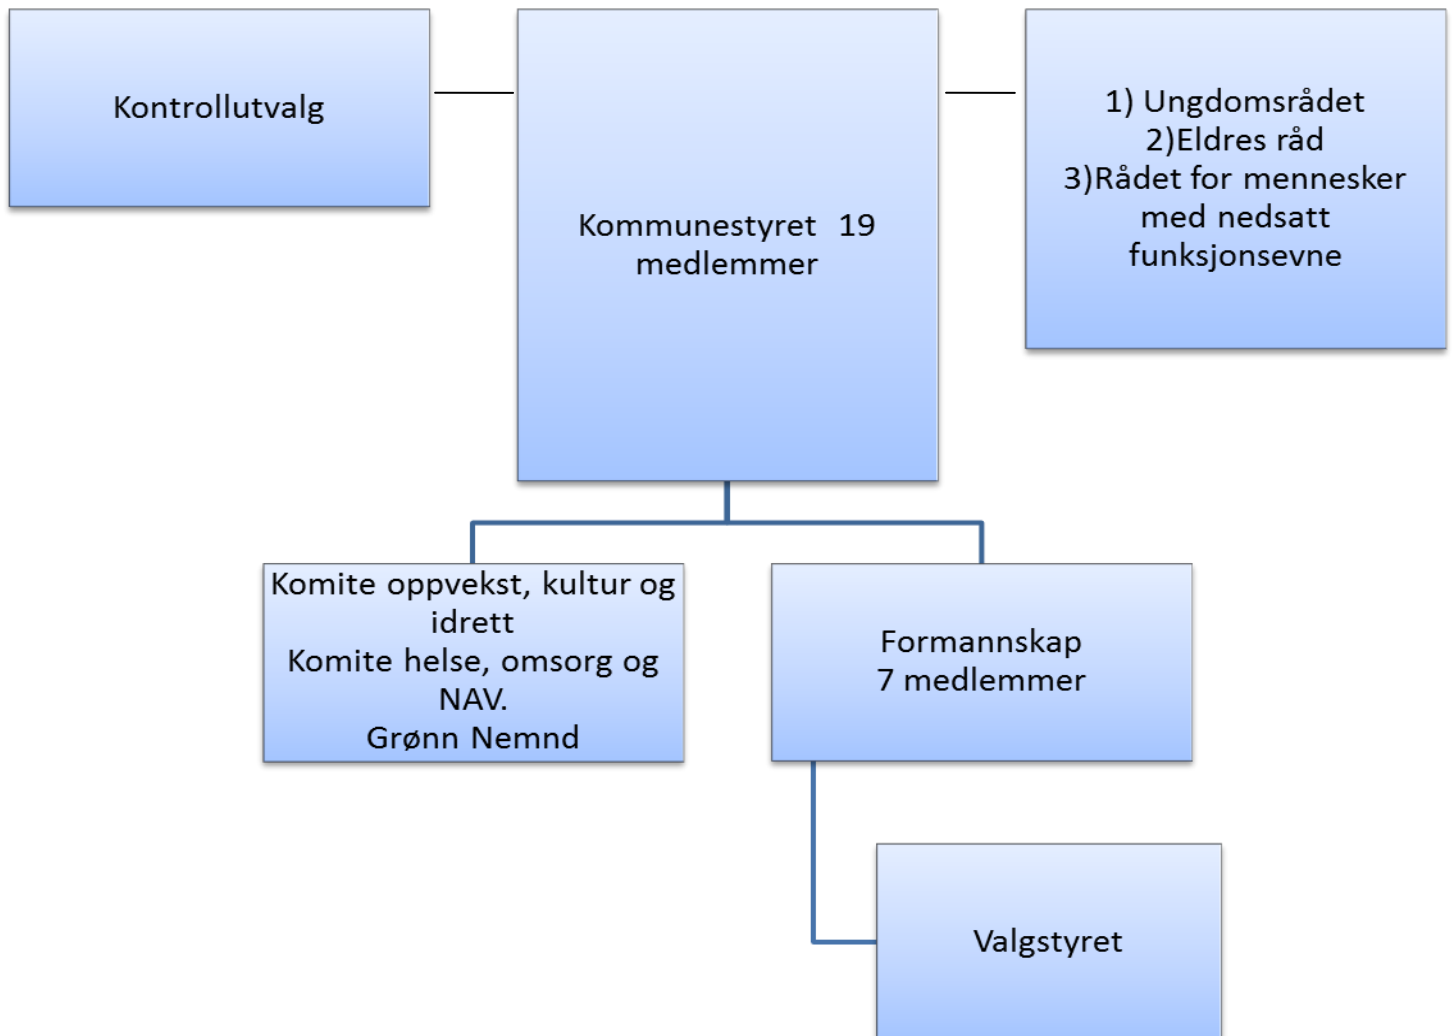 Kontrollutvalg
Kommunestyret  19
medlemmer
1) Ungdomsrådet
2)Eldres råd
3)Rådet for mennesker
med nedsatt
funksjonsevne
Komite oppvekst, kultur og
idrett
Komite helse, omsorg og
NAV.
Grønn Nemnd
Formannskap
7 medlemmer
Valgstyret